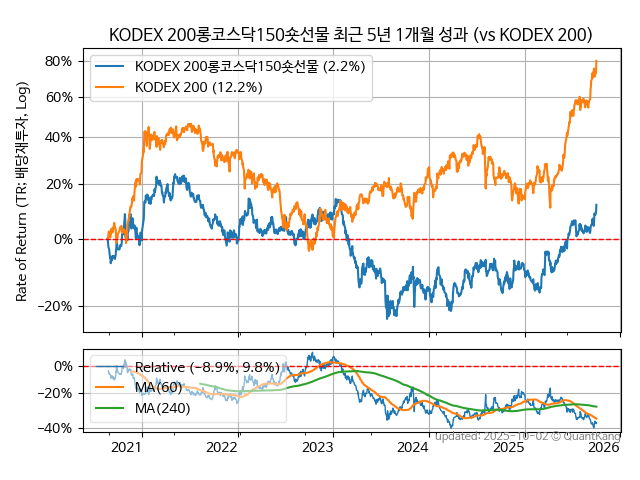 KODEX 200롱코스닥150숏선물 최근 5년 1개월 성과 (vs KODEX 200)
Rate of Return (TR: 배당재투자, Log)
80%
60%
40%
20%
0%
−20%
KODEX 200롱코스닥150숏선물 (2.2%)
KODEX 200 (12.2%)
0%
−20%
−40%
Relative (-8.9%, 9.8%)
MA(60)
MA(240)
updated: 2025-10-02 © QuantKang
2021 2022 2023 2024 2025 2026